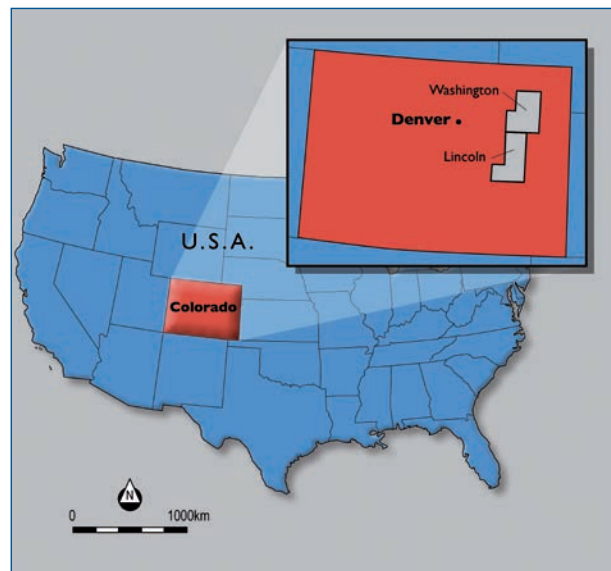 Washington
Denver
Lincoln
U.S.A.
Colorado
N
0 1000km